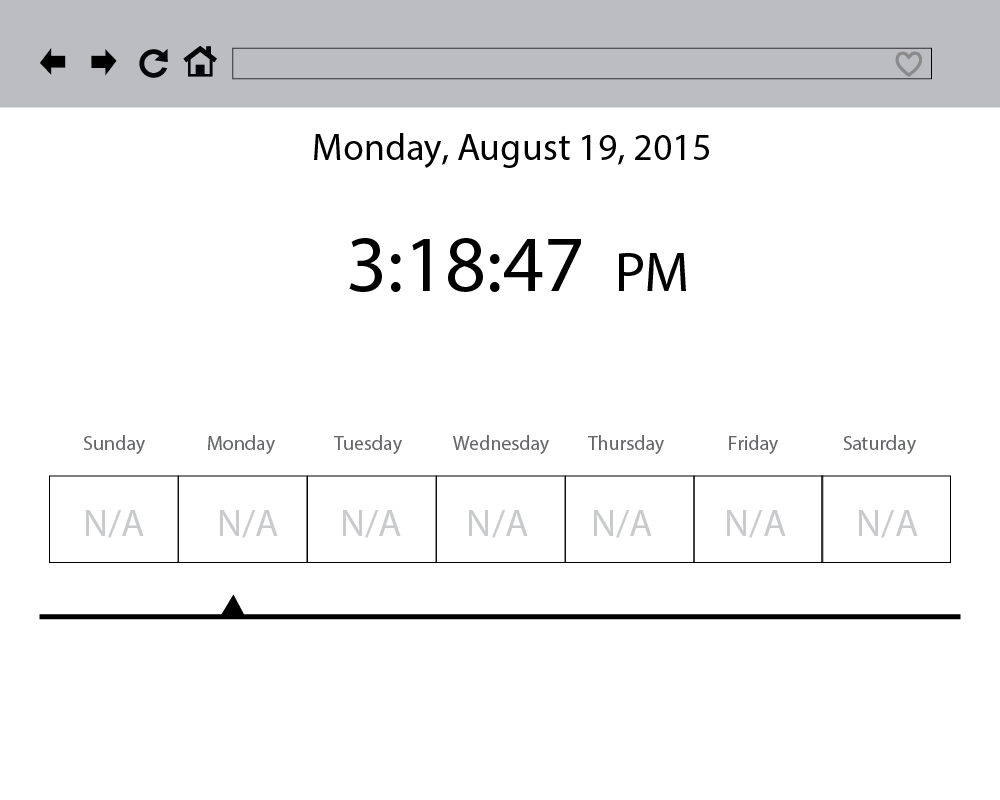 Monday, August 19, 2015
3:18:47 PM
Sunday Monday Tuesday Wednesday Thursday Friday Saturday
N/A N/A N/A N/A N/A N/A N/A